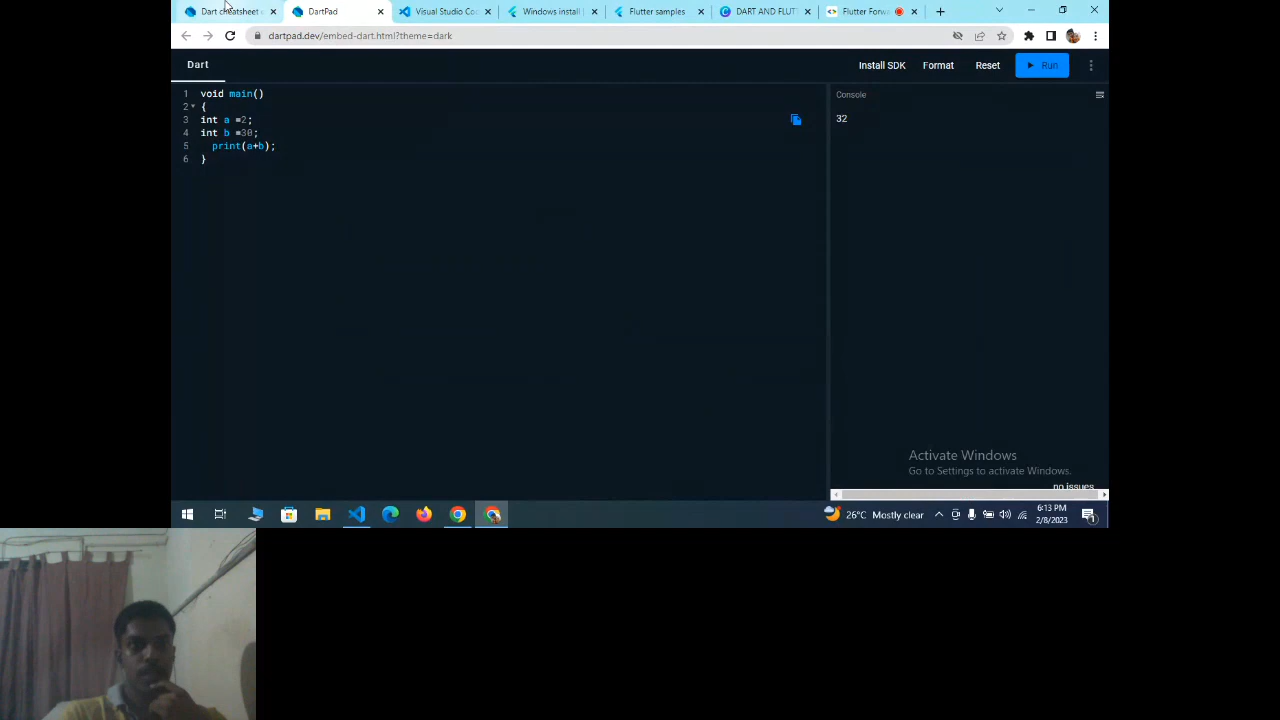 Dart cheatsheet c
DartPad
Visual Studio Co
Windows install
Flutter samples
DART AND FLUT
Flutter Forw
dartpad.dev/embed-dart.html?theme=dark
Dart
Install SDK
Format
Reset
Run
1 void main()
2 {
3 int a =2;
4 int b =30;
5 print(a+b);
6 }
Console
32
Activate Windows
Go to Settings to activate Windows.
no issues
26°C Mostly clear
6:13 PM
2/8/2023
1